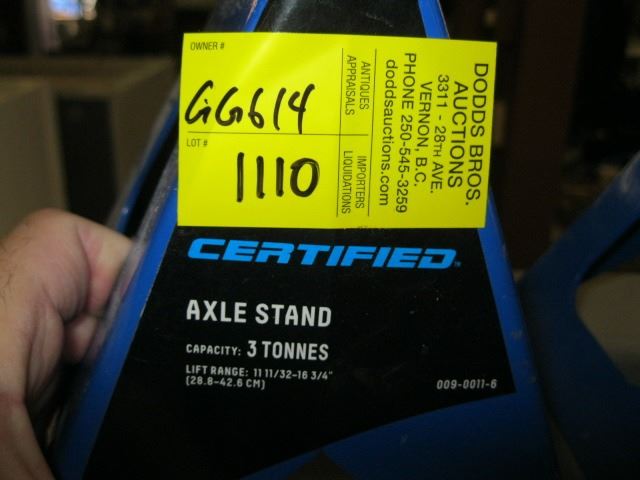 OWNER #
GG614
LOT #
1110
ANTIQUES
APPRAISALS
IMPORTERS
LIQUIDATIONS
DODDS BROS.
AUCTIONS
3311 - 28TH AVE.
VERNON, B.C.
PHONE 250-545-3259
doddsauctions.com
CERTIFIED™
AXLE STAND
CAPACITY: 3 TONNES
LIFT RANGE: 11 11/32-16 3/4"
(28.8-42.6 CM)
009-0011-6